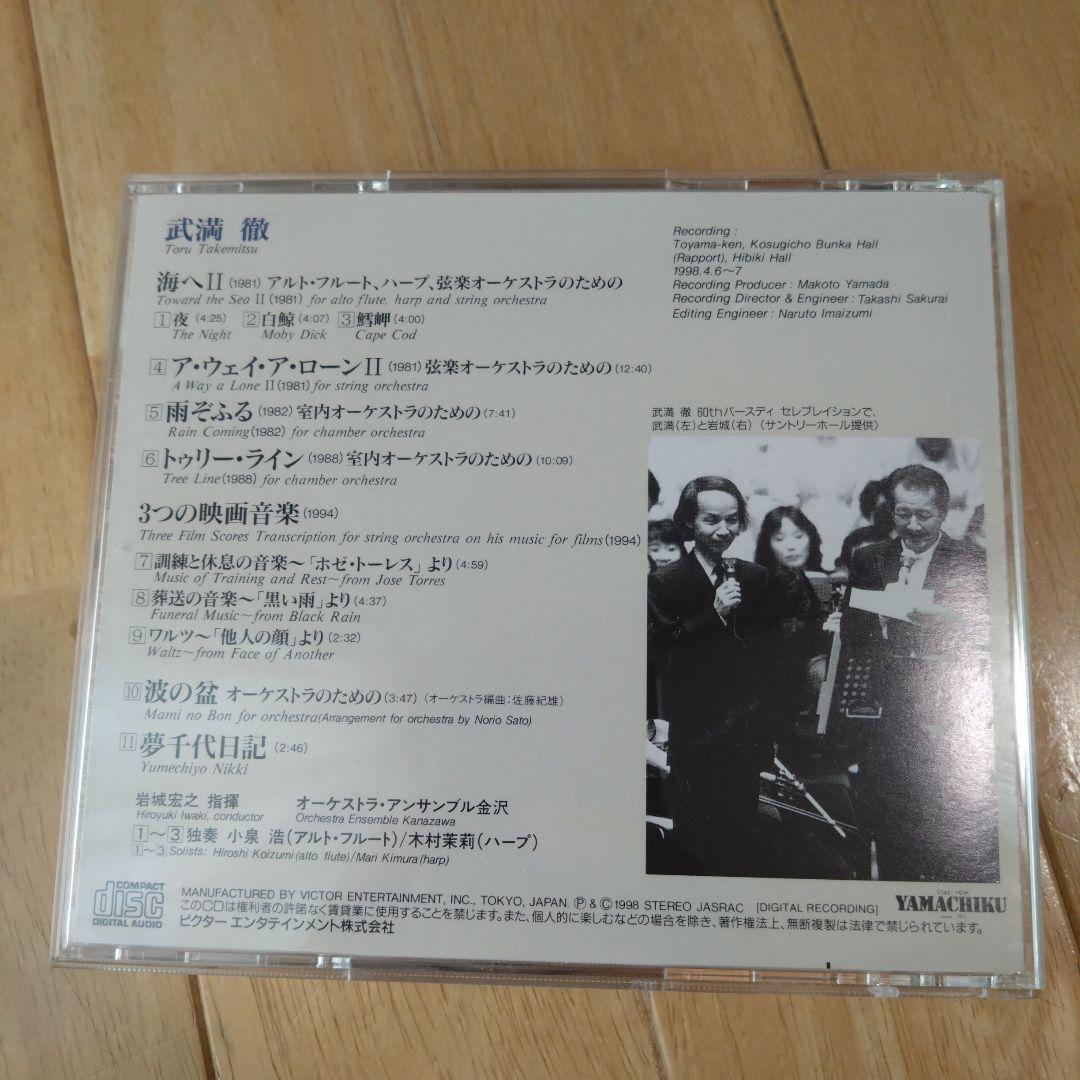 武満 徹
Toru Takemitsu
海へII (1981) アルト・フルート、ハープ、弦楽オーケストラのための
Toward the Sea II (1981) for alto flute, harp and string orchestra
1 夜 (4:25) 2 白鯨 (4:07) 3 鱈岬 (4:00)
The Night Moby Dick Cape Cod
4 ア・ウェイ・ア・ローンII (1981) 弦楽オーケストラのための (12:40)
A Way a Lone II (1981) for string orchestra
5 雨ぞふる (1982) 室内オーケストラのための (7:41)
Rain Coming (1982) for chamber orchestra
6 トゥリー・ライン (1988) 室内オーケストラのための (10:09)
Tree Line (1988) for chamber orchestra
3つの映画音楽 (1994)
Three Film Scores Transcription for string orchestra on his music for films (1994)
7 訓練と休息の音楽〜「ホゼ・トーレス」より (4:59)
Music of Training and Rest〜from Jose Torres
8 葬送の音楽〜「黒い雨」より (4:37)
Funeral Music〜from Black Rain
9 ワルツ〜「他人の顔」より (2:32)
Waltz〜from Face of Another
10 波の盆 オーケストラのための (3:47) (オーケストラ編曲:佐藤紀雄)
Mami no Bon for orchestra (Arrangement for orchestra by Norio Sato)
11 夢千代日記 (2:46)
Yumechiyo Nikki
岩城宏之 指揮 オーケストラ・アンサンブル金沢
Hiroyuki Iwaki, conductor Orchestra Ensemble Kanazawa
1〜3 独奏 小泉 浩(アルト・フルート)/木村茉莉(ハープ)
1〜3 Solists: Hiroshi Koizumi (alto flute)/Mari Kimura (harp)
Recording :
Toyama-ken, Kosugicho Bunka Hall
(Rapport), Hibiki Hall
1998.4.6〜7
Recording Producer : Makoto Yamada
Recording Director & Engineer : Takashi Sakurai
Editing Engineer : Naruto Imaizumi
武満 徹 60thバースディ セレブレイションで、
武満(左)と岩城(右) 〈サントリーホール提供〉
COMPACT
disc
DIGITAL AUDIO
MANUFACTURED BY VICTOR ENTERTAINMENT, INC., TOKYO, JAPAN. Ⓟ & © 1998 STEREO JASRAC [DIGITAL RECORDING]
このCDは権利者の許諾なく賃貸業に使用することを禁じます。また、個人的に楽しむなどの場合を除き、著作権法上、無断複製は法律で禁じられています。
ビクター エンタテインメント株式会社
YAMACHIKU